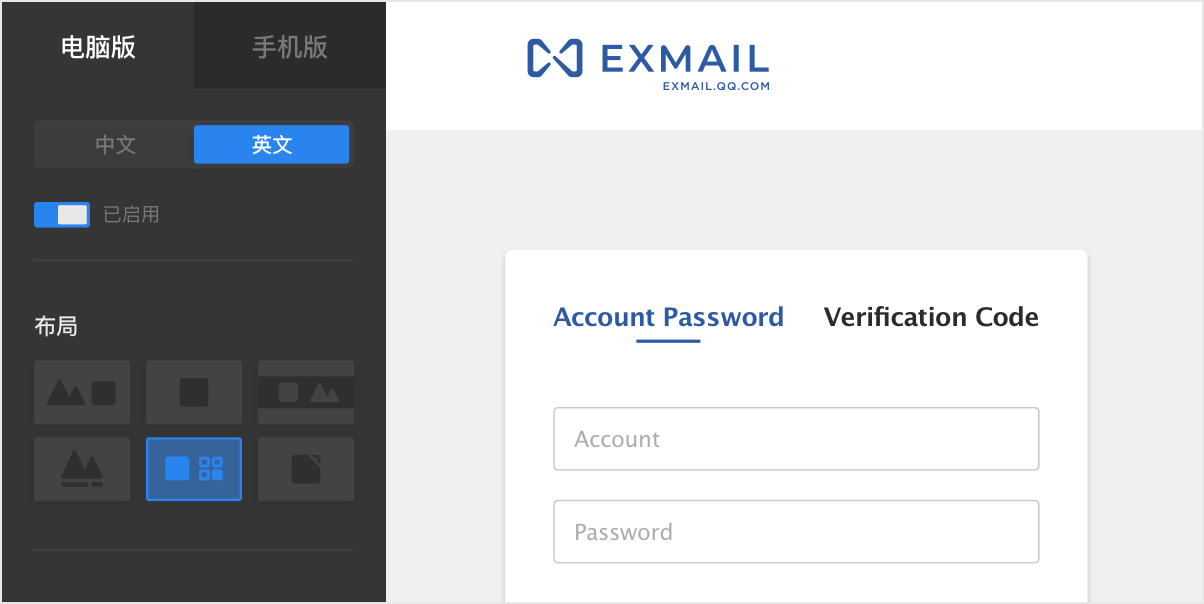 电脑版
手机版
中文
英文
已启用
布局
EXMAIL
EXMAIL.QQ.COM
Account Password
Verification Code
Account
Password